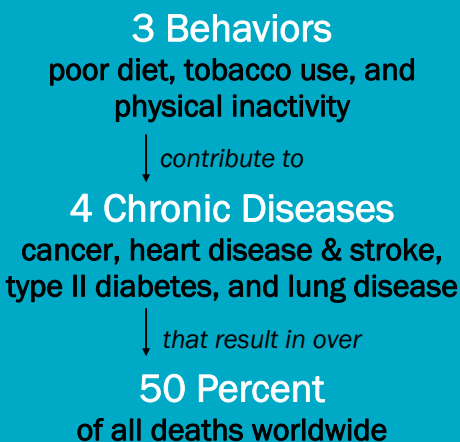 3 Behaviors
poor diet, tobacco use, and
physical inactivity
contribute to
4 Chronic Diseases
cancer, heart disease & stroke,
type II diabetes, and lung disease
that result in over
50 Percent
of all deaths worldwide